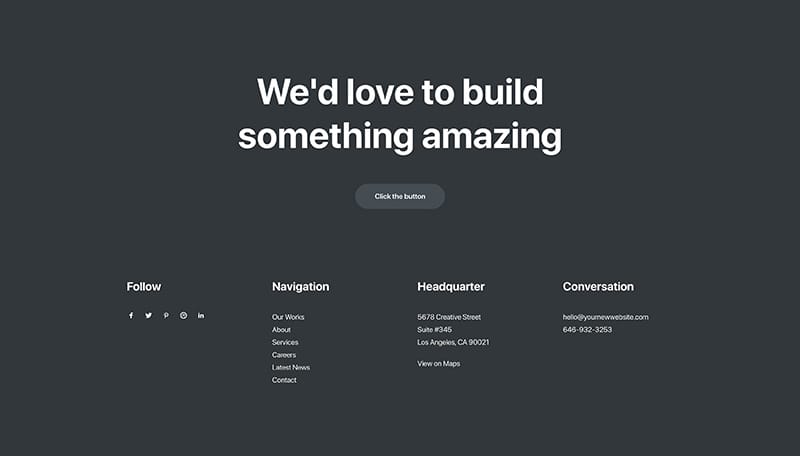 We'd love to build
something amazing
Click the button
Follow
Navigation
Our Works
About
Services
Careers
Latest News
Contact
Headquarter
5678 Creative Street
Suite #345
Los Angeles, CA 90021
View on Maps
Conversation
hello@yournewwebsite.com
646-932-3253